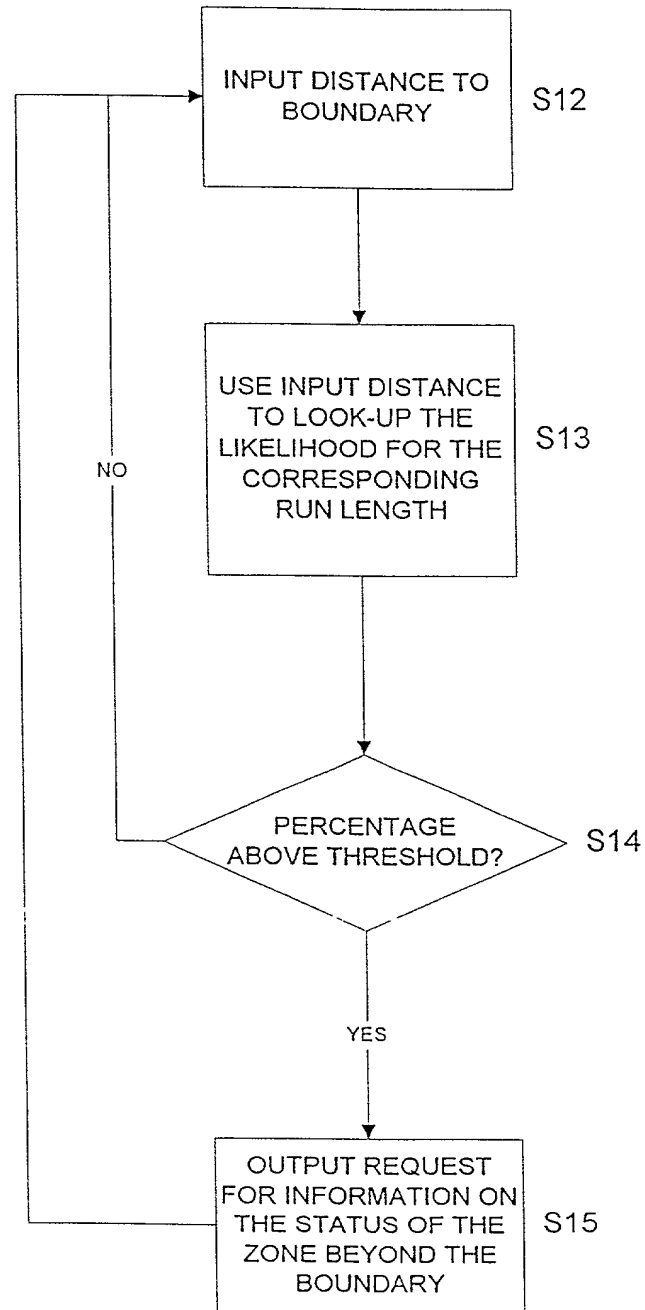 INPUT DISTANCE TO
BOUNDARY
S12
USE INPUT DISTANCE
TO LOOK-UP THE
LIKELIHOOD FOR THE
CORRESPONDING
RUN LENGTH
S13
NO
PERCENTAGE
ABOVE THRESHOLD?
S14
YES
OUTPUT REQUEST
FOR INFORMATION ON
THE STATUS OF THE
ZONE BEYOND THE
BOUNDARY
S15